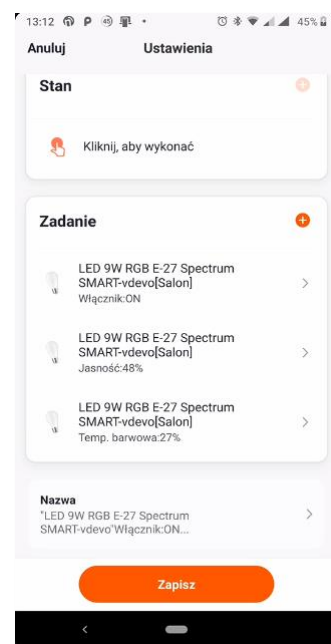 13:12 45%
Anuluj Ustawienia
Stan
Kliknij, aby wykonać
Zadanie
LED 9W RGB E-27 Spectrum
SMART-vdevo[Salon]
Włącznik:ON
LED 9W RGB E-27 Spectrum
SMART-vdevo[Salon]
Jasność:48%
LED 9W RGB E-27 Spectrum
SMART-vdevo[Salon]
Temp. barwowa:27%
Nazwa
"LED 9W RGB E-27 Spectrum
SMART-vdevo"Włącznik:ON...
Zapisz